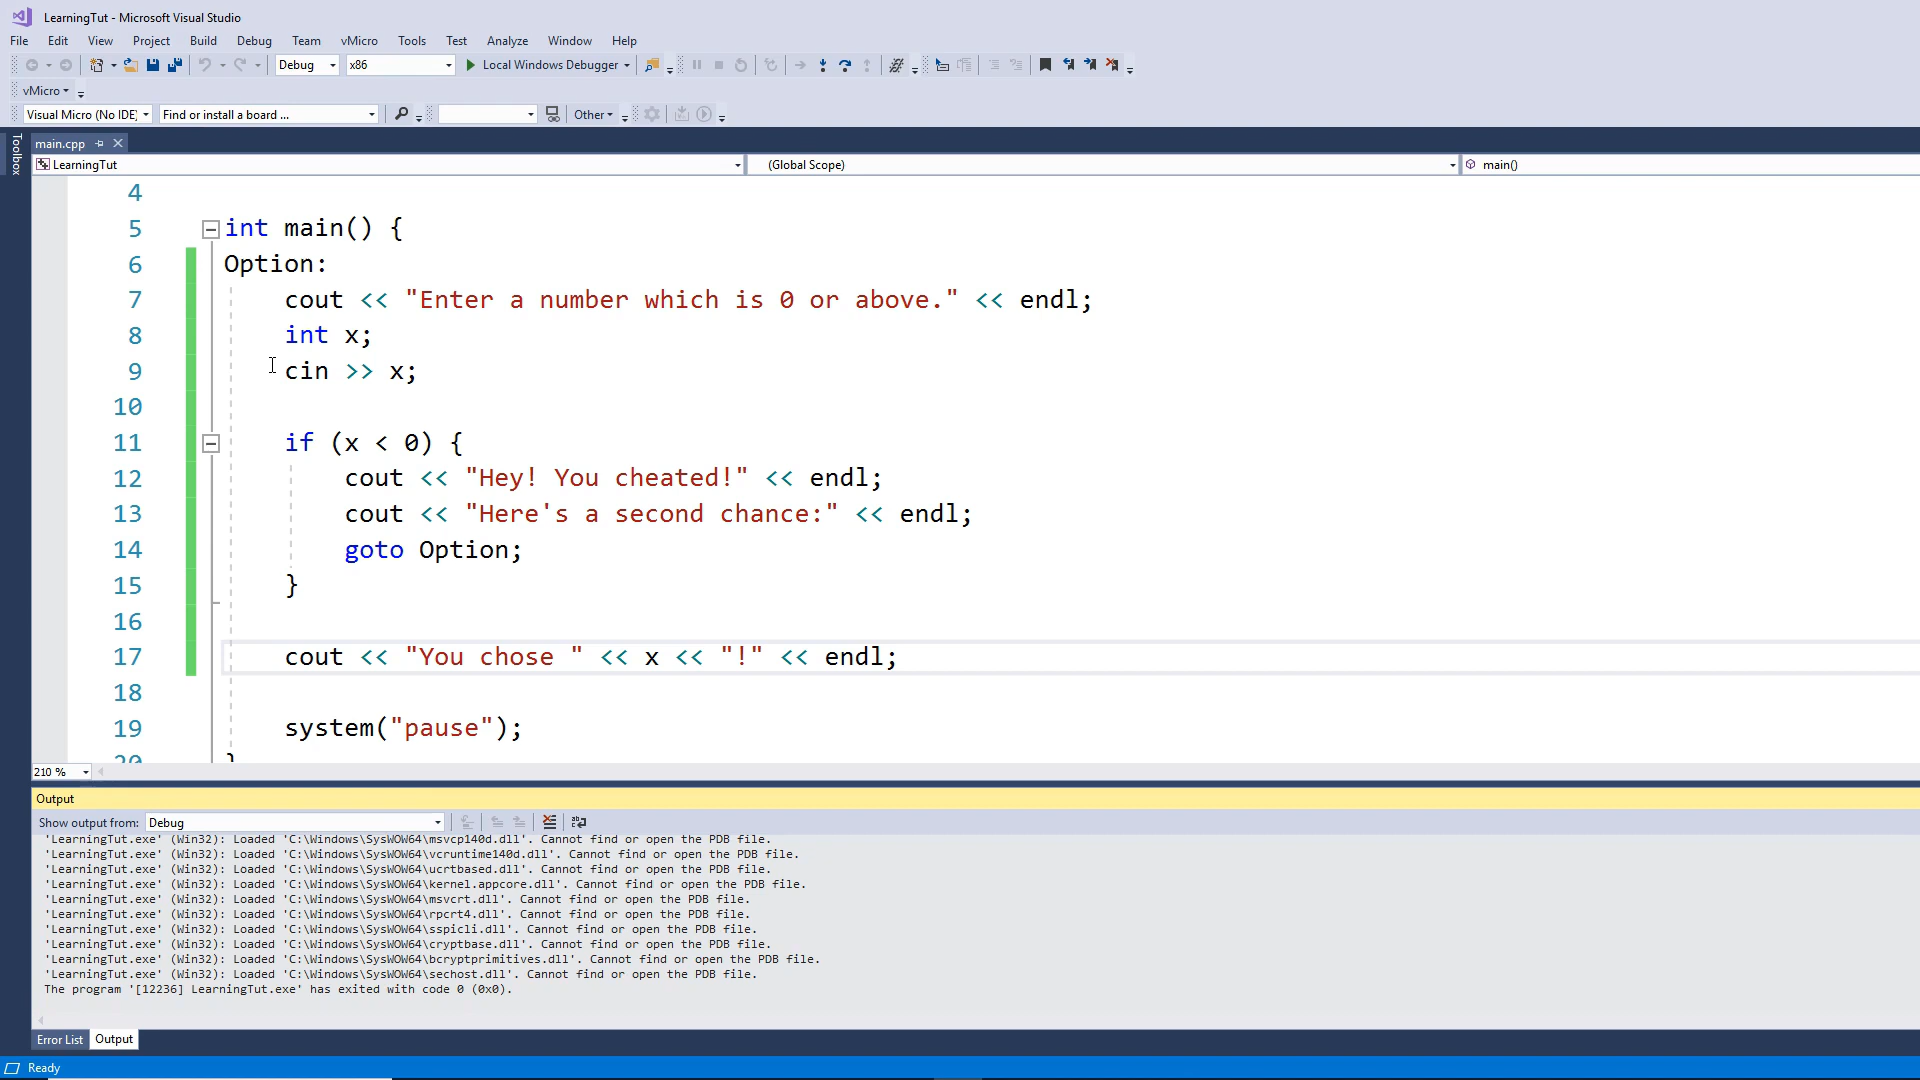 LearningTut - Microsoft Visual Studio
File Edit View Project Build Debug Team vMicro Tools Test Analyze Window Help
Debug x86 Local Windows Debugger
vMicro
Visual Micro (No IDE) Find or install a board ... Other
Toolbox
main.cpp
LearningTut (Global Scope) main()
4
5 int main() {
6 Option:
7 cout << "Enter a number which is 0 or above." << endl;
8 int x;
9 cin >> x;
10
11 if (x < 0) {
12 cout << "Hey! You cheated!" << endl;
13 cout << "Here's a second chance:" << endl;
14 goto Option;
15 }
16
17 cout << "You chose " << x << "!" << endl;
18
19 system("pause");
20 }
210 %
Output
Show output from: Debug
'LearningTut.exe' (Win32): Loaded 'C:\Windows\SysWOW64\msvcp140d.dll'. Cannot find or open the PDB file.
'LearningTut.exe' (Win32): Loaded 'C:\Windows\SysWOW64\vcruntime140d.dll'. Cannot find or open the PDB file.
'LearningTut.exe' (Win32): Loaded 'C:\Windows\SysWOW64\ucrtbased.dll'. Cannot find or open the PDB file.
'LearningTut.exe' (Win32): Loaded 'C:\Windows\SysWOW64\kernel.appcore.dll'. Cannot find or open the PDB file.
'LearningTut.exe' (Win32): Loaded 'C:\Windows\SysWOW64\msvcrt.dll'. Cannot find or open the PDB file.
'LearningTut.exe' (Win32): Loaded 'C:\Windows\SysWOW64\rpcrt4.dll'. Cannot find or open the PDB file.
'LearningTut.exe' (Win32): Loaded 'C:\Windows\SysWOW64\sspicli.dll'. Cannot find or open the PDB file.
'LearningTut.exe' (Win32): Loaded 'C:\Windows\SysWOW64\cryptbase.dll'. Cannot find or open the PDB file.
'LearningTut.exe' (Win32): Loaded 'C:\Windows\SysWOW64\bcryptprimitives.dll'. Cannot find or open the PDB file.
'LearningTut.exe' (Win32): Loaded 'C:\Windows\SysWOW64\sechost.dll'. Cannot find or open the PDB file.
The program '[12236] LearningTut.exe' has exited with code 0 (0x0).
Error List Output
Ready